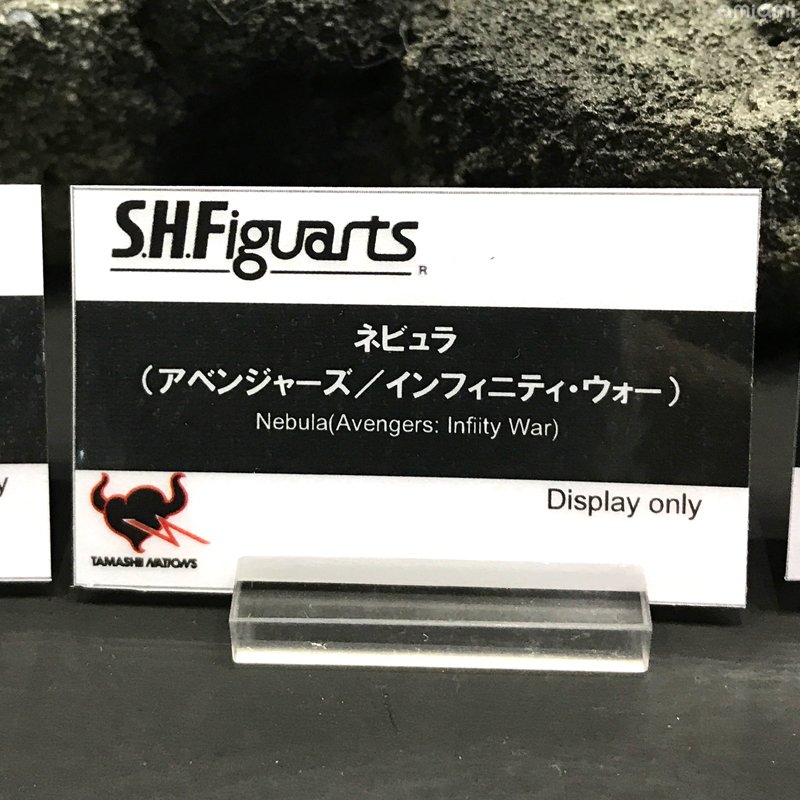 amiami
S.H.Figuarts
R
ネビュラ
(アベンジャーズ／インフィニティ・ウォー)
Nebula(Avengers: Infiity War)
y
Display only
TAMASHII NATIONS